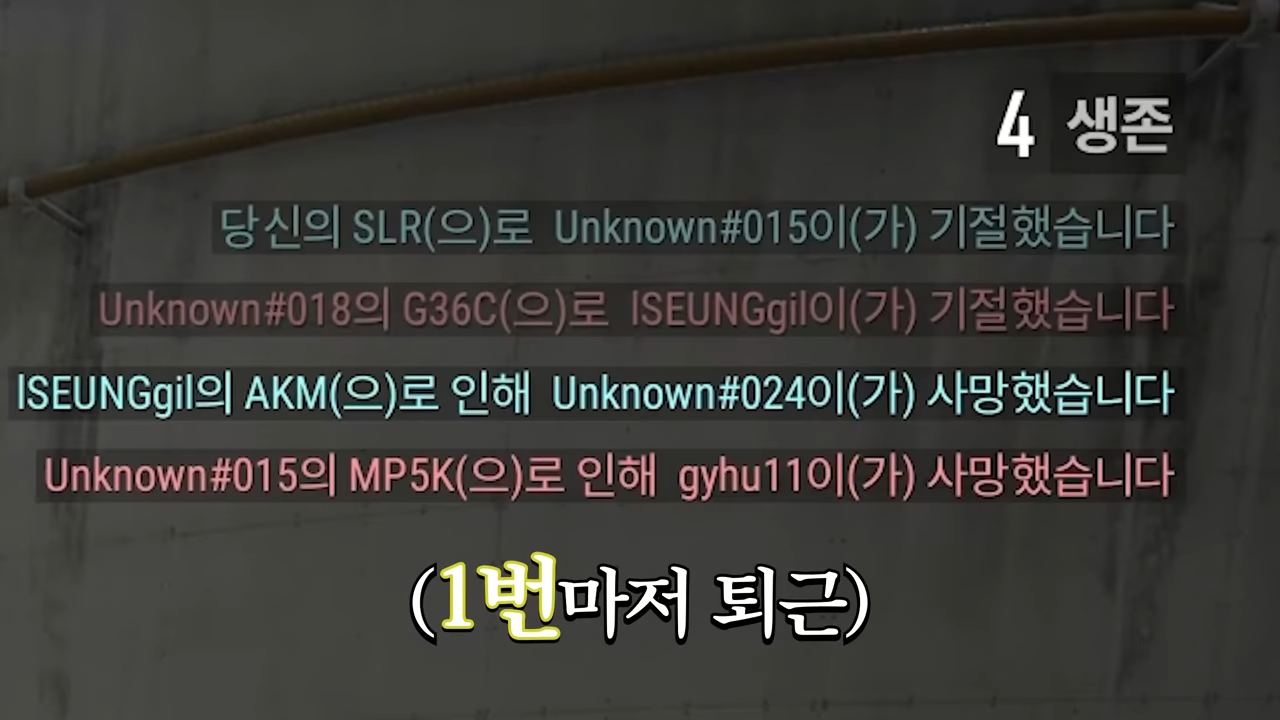 4 생존
당신의 SLR(으)로 Unknown#015이(가) 기절했습니다
Unknown#018의 G36C(으)로 lSEUNGgil이(가) 기절했습니다
lSEUNGgil의 AKM(으)로 인해 Unknown#024이(가) 사망했습니다
Unknown#015의 MP5K(으)로 인해 gyhu11이(가) 사망했습니다
(1번마저 퇴근)